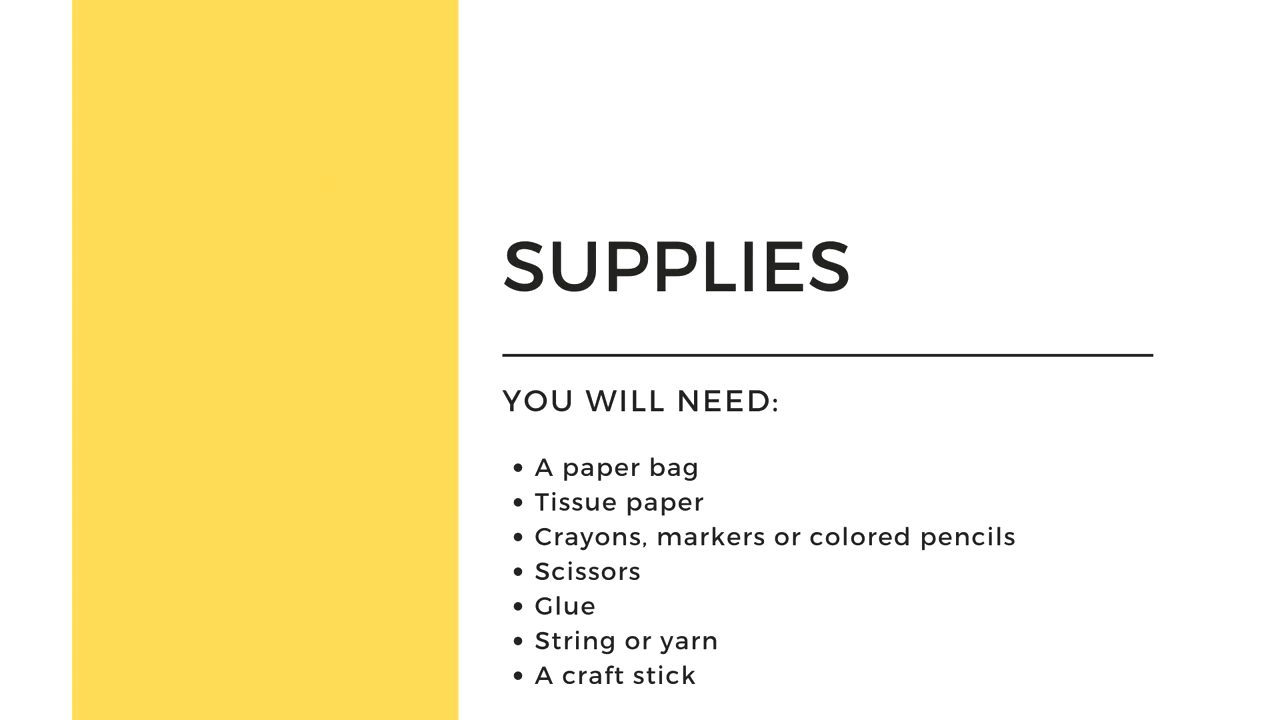 SUPPLIES
YOU WILL NEED:
• A paper bag
• Tissue paper
• Crayons, markers or colored pencils
• Scissors
• Glue
• String or yarn
• A craft stick